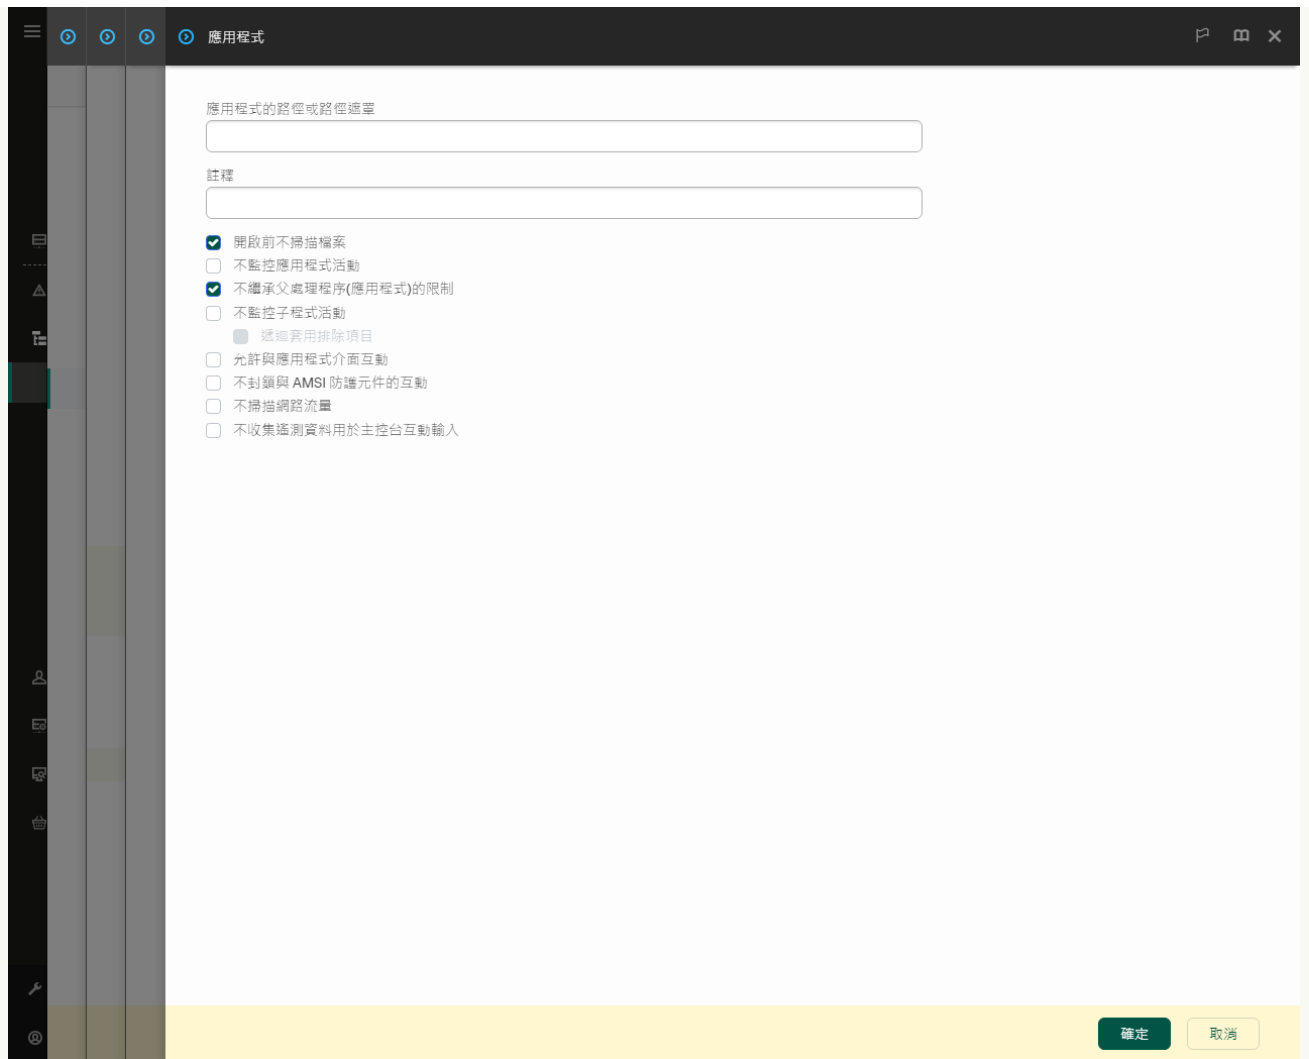 應用程式
應用程式的路徑或路徑遮罩
註釋
開啟前不掃描檔案
不監控應用程式活動
不繼承父處理程序(應用程式)的限制
不監控子程式活動
遞迴套用排除項目
允許與應用程式介面互動
不封鎖與 AMSI 防護元件的互動
不掃描網路流量
不收集遙測資料用於主控台互動輸入
確定
取消